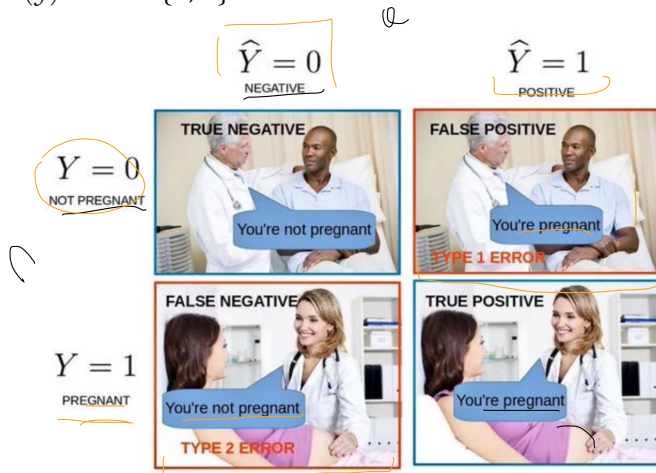 Ŷ = 0
Ŷ = 1
NEGATIVE
POSITIVE
Y = 0
NOT PREGNANT
TRUE NEGATIVE
You're not pregnant
FALSE POSITIVE
You're pregnant
TYPE 1 ERROR
Y = 1
PREGNANT
FALSE NEGATIVE
You're not pregnant
TYPE 2 ERROR
TRUE POSITIVE
You're pregnant